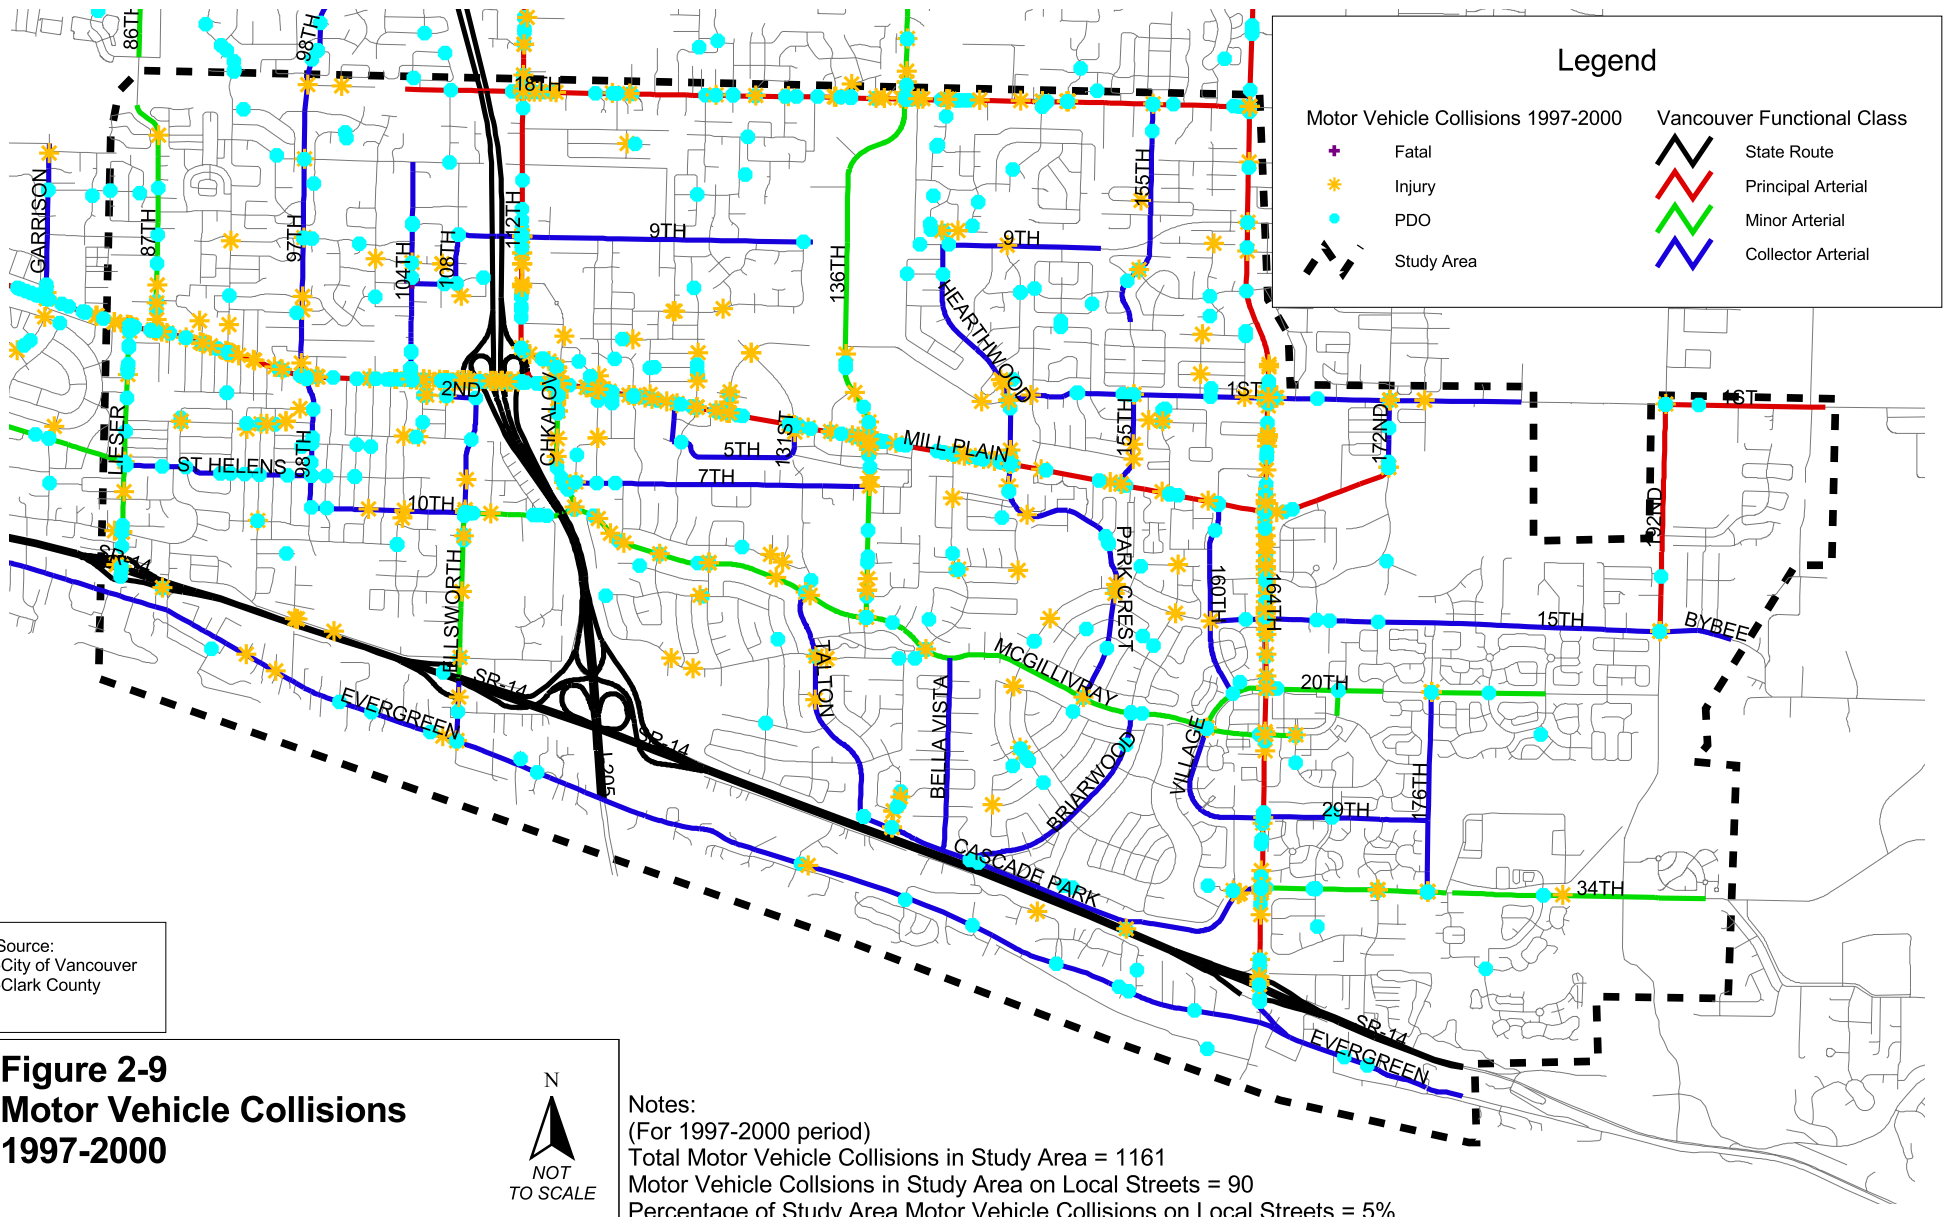 Legend
Motor Vehicle Collisions 1997-2000
Vancouver Functional Class
Fatal
State Route
Injury
Principal Arterial
PDO
Minor Arterial
Study Area
Collector Arterial
86TH
98TH
18TH
GARRISON
87TH
97TH
104TH
108TH
112TH
9TH
136TH
9TH
155TH
HEARTHWOOD
2ND
CHKALOV
1ST
1ST
LIESER
ST HELENS
98TH
10TH
5TH
131ST
7TH
MILL PLAIN
155TH
172ND
192ND
SR-14
ELLSWORTH
PARK CREST
160TH
164TH
15TH
BYBEE
TALTON
MCGILLIVRAY
SR-14
EVERGREEN
SR-14
I-205
BELLA VISTA
BRIARWOOD
VILLAGE
20TH
176TH
29TH
CASCADE PARK
34TH
SR-14
EVERGREEN
Source:
-City of Vancouver
-Clark County
Figure 2-9
Motor Vehicle Collisions
1997-2000
N
NOT
TO SCALE
Notes:
(For 1997-2000 period)
Total Motor Vehicle Collisions in Study Area = 1161
Motor Vehicle Collsions in Study Area on Local Streets = 90
Percentage of Study Area Motor Vehicle Collisions on Local Streets = 5%